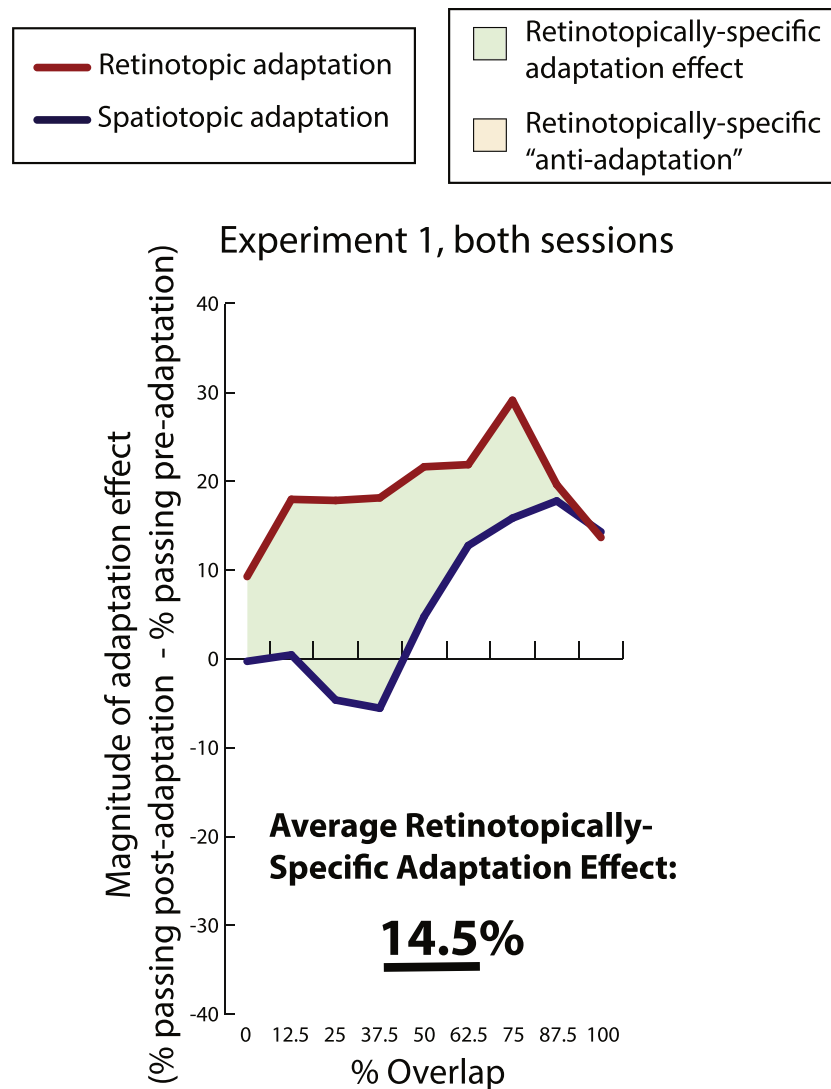 Retinotopic adaptation
Spatiotopic adaptation
Retinotopically-specific
adaptation effect
Retinotopically-specific
“anti-adaptation”
Experiment 1, both sessions
Magnitude of adaptation effect
(% passing post-adaptation - % passing pre-adaptation)
40
30
20
10
0
-10
-20
-30
-40
Average Retinotopically-
Specific Adaptation Effect:
14.5%
0 12.5 25 37.5 50 62.5 75 87.5 100
% Overlap